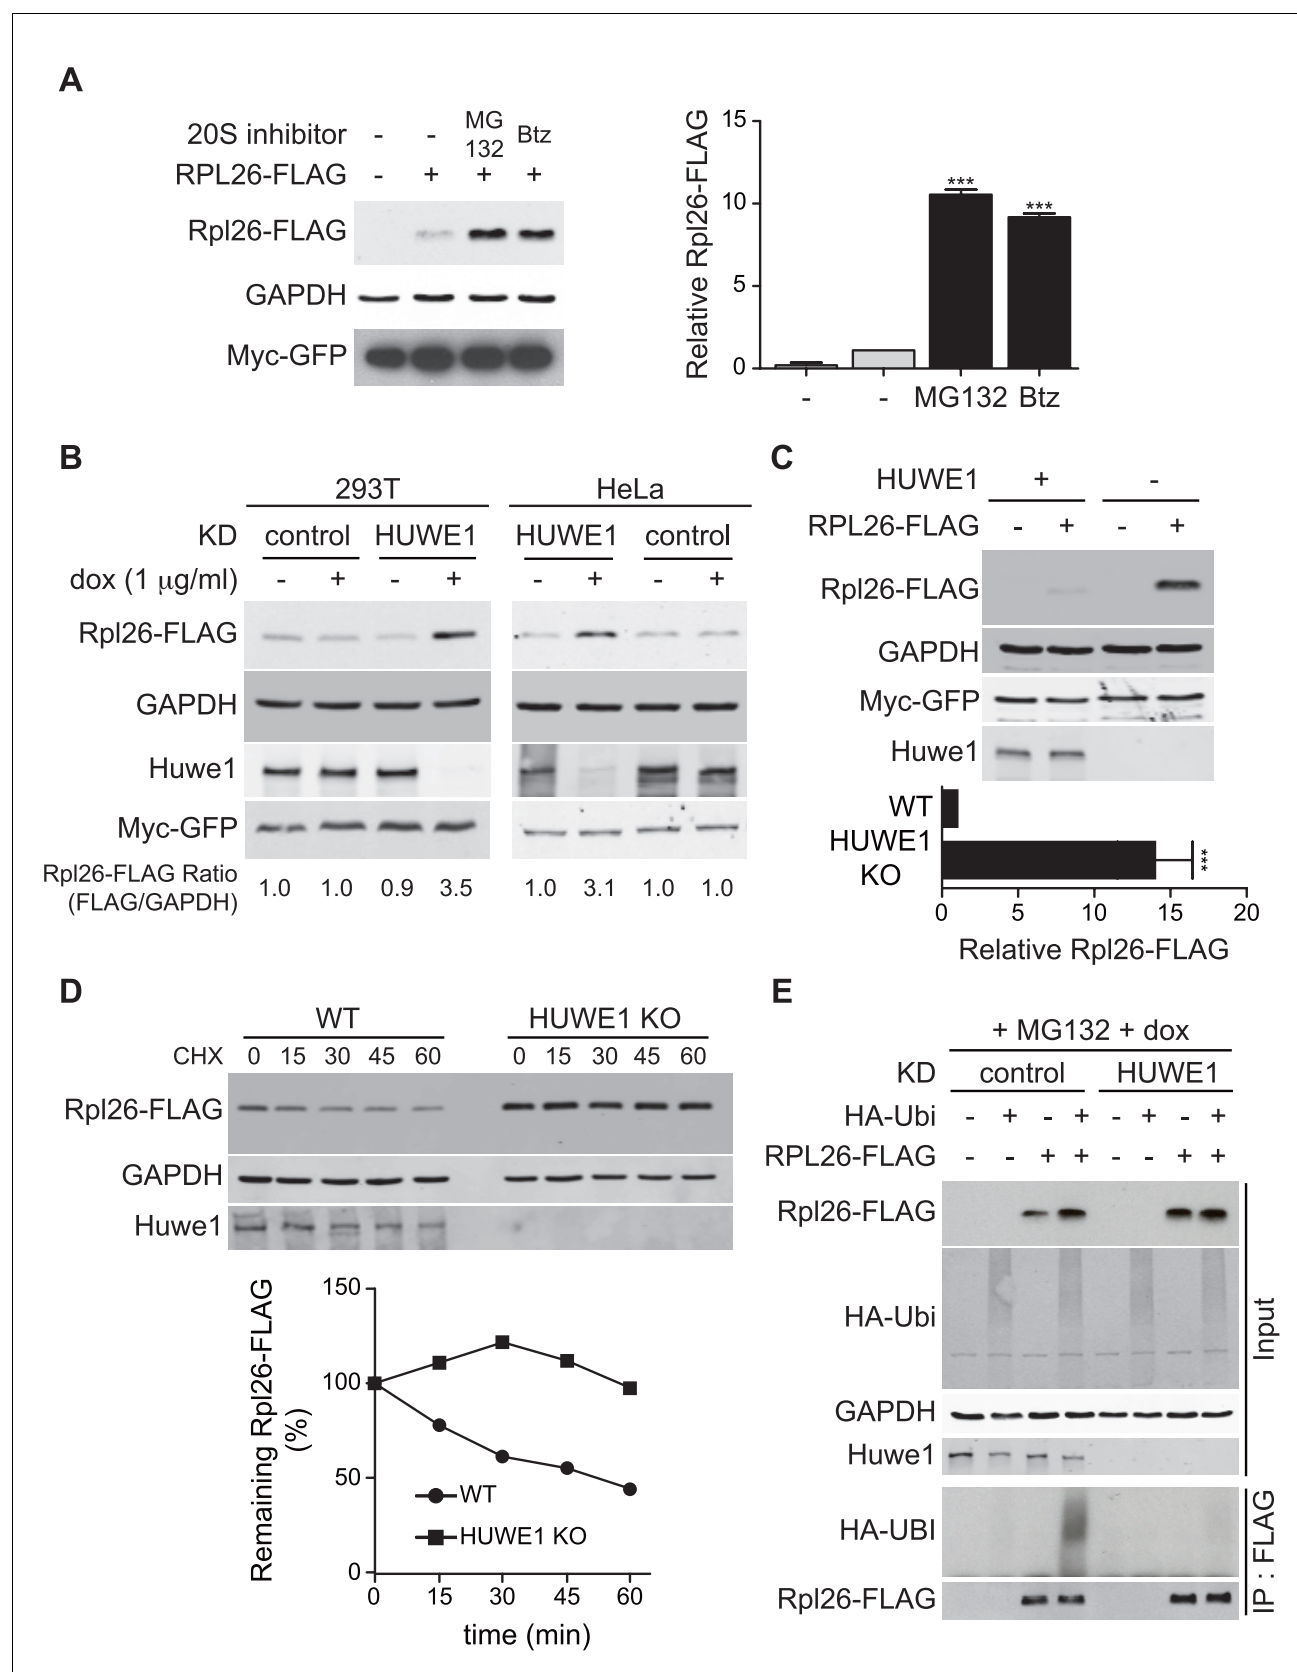 A
20S inhibitor - - MG 132 Btz
RPL26-FLAG - + + +
Rpl26-FLAG
GAPDH
Myc-GFP
Relative Rpl26-FLAG
15
10
5
0
*** ***
- - MG132 Btz
B
293T HeLa
KD control HUWE1 HUWE1 control
dox (1 µg/ml) - + - + - + - +
Rpl26-FLAG
GAPDH
Huwe1
Myc-GFP
Rpl26-FLAG Ratio
(FLAG/GAPDH) 1.0 1.0 0.9 3.5 1.0 3.1 1.0 1.0
C
HUWE1 + -
RPL26-FLAG - + - +
Rpl26-FLAG
GAPDH
Myc-GFP
Huwe1
WT
HUWE1
KO
***
0 5 10 15 20
Relative Rpl26-FLAG
D
WT HUWE1 KO
CHX 0 15 30 45 60 0 15 30 45 60
Rpl26-FLAG
GAPDH
Huwe1
Remaining Rpl26-FLAG
(%)
150
100
50
0
WT
HUWE1 KO
0 15 30 45 60
time (min)
E
+ MG132 + dox
KD control HUWE1
HA-Ubi - + - + - + - +
RPL26-FLAG - - + + - - + +
Rpl26-FLAG
HA-Ubi
GAPDH
Huwe1
Input
HA-UBI
Rpl26-FLAG
IP : FLAG